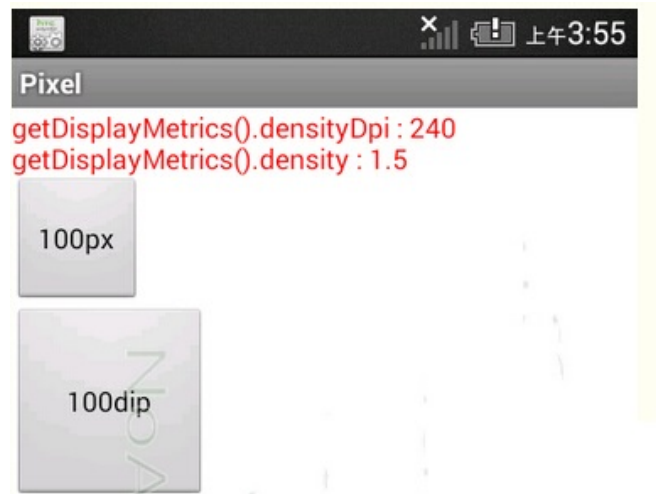 上午3:55
Pixel
getDisplayMetrics().densityDpi : 240
getDisplayMetrics().density : 1.5
100px
100dip